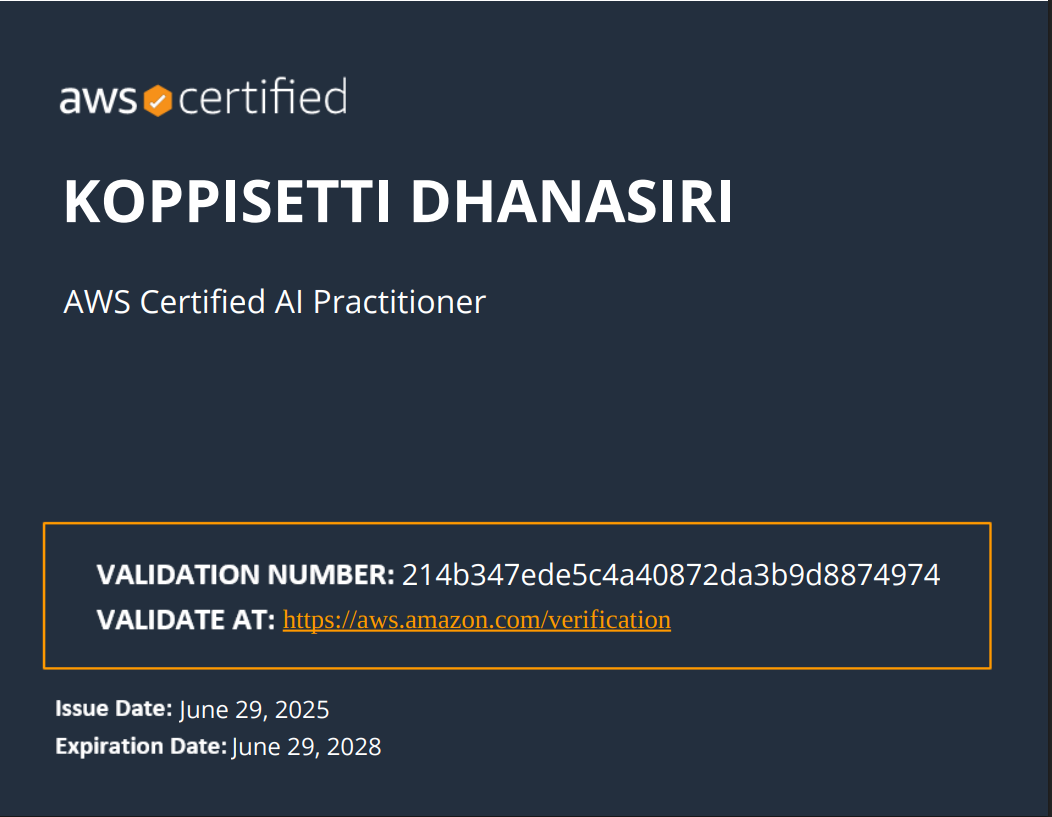 aws certified
KOPPISETTI DHANASIRI
AWS Certified AI Practitioner
VALIDATION NUMBER: 214b347ede5c4a40872da3b9d8874974
VALIDATE AT: https://aws.amazon.com/verification
Issue Date: June 29, 2025
Expiration Date: June 29, 2028